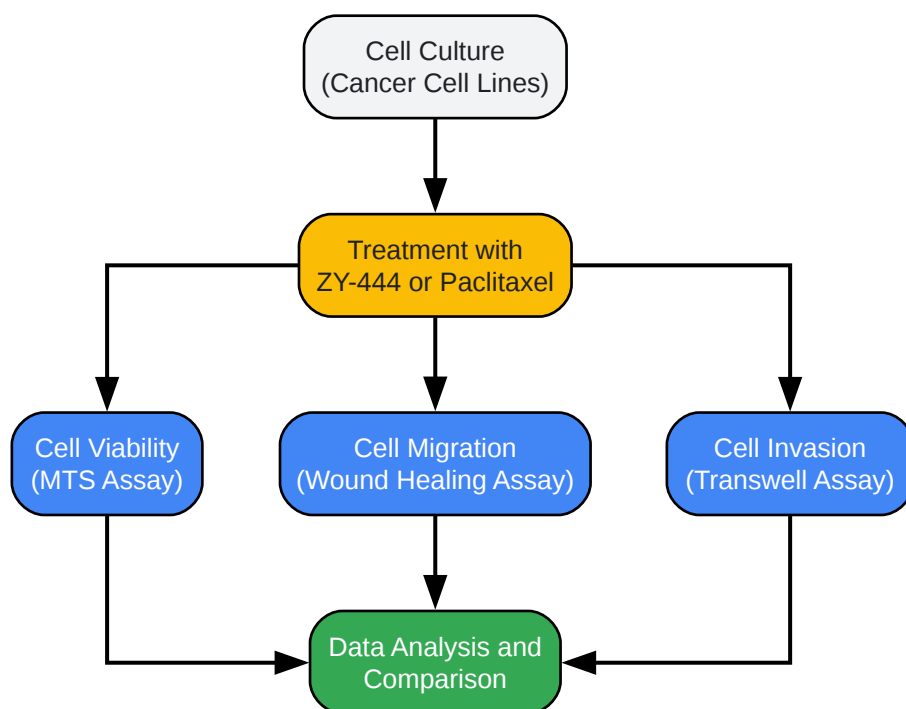 Cell Culture
(Cancer Cell Lines)
Treatment with
ZY-444 or Paclitaxel
Cell Viability
(MTS Assay)
Cell Migration
(Wound Healing Assay)
Cell Invasion
(Transwell Assay)
Data Analysis and
Comparison